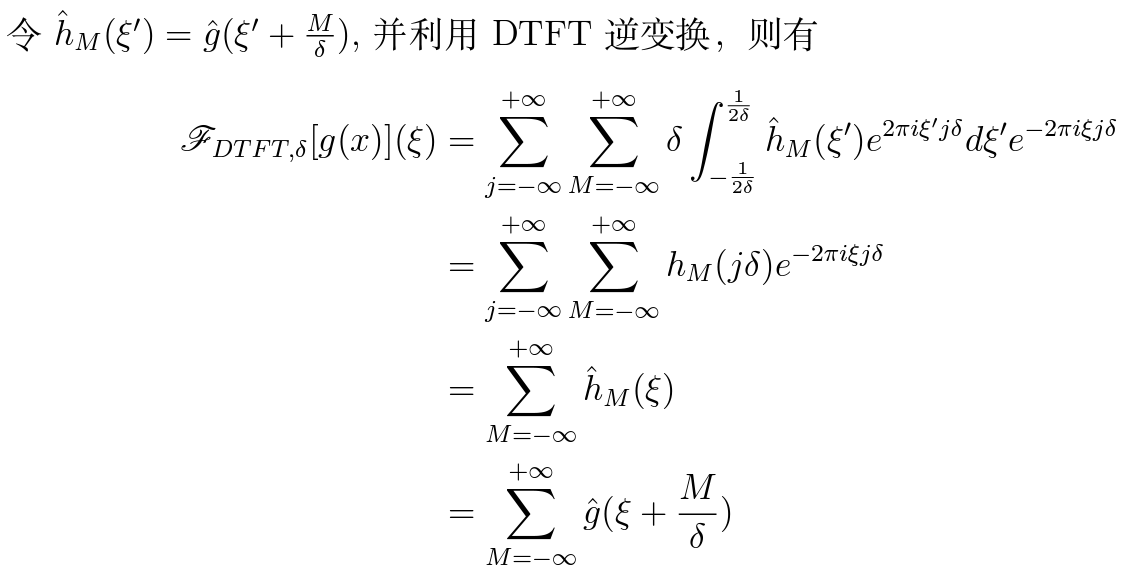 令 $\hat{h}_M(\xi') = \hat{g}(\xi' + \frac{M}{\delta})$, 并利用 DTFT 逆变换，则有
$\mathscr{F}_{DTFT,\delta}[g(x)](\xi) = \sum_{j=-\infty}^{+\infty} \sum_{M=-\infty}^{+\infty} \delta \int_{-\frac{1}{2\delta}}^{\frac{1}{2\delta}} \hat{h}_M(\xi') e^{2\pi i \xi' j\delta} d\xi' e^{-2\pi i \xi j\delta}$
$= \sum_{j=-\infty}^{+\infty} \sum_{M=-\infty}^{+\infty} h_M(j\delta) e^{-2\pi i \xi j\delta}$
$= \sum_{M=-\infty}^{+\infty} \hat{h}_M(\xi)$
$= \sum_{M=-\infty}^{+\infty} \hat{g}(\xi + \frac{M}{\delta})$